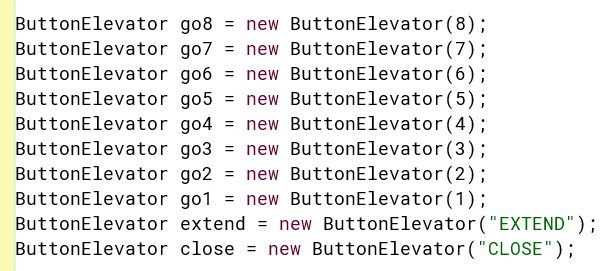 ButtonElevator go8 = new ButtonElevator(8);
ButtonElevator go7 = new ButtonElevator(7);
ButtonElevator go6 = new ButtonElevator(6);
ButtonElevator go5 = new ButtonElevator(5);
ButtonElevator go4 = new ButtonElevator(4);
ButtonElevator go3 = new ButtonElevator(3);
ButtonElevator go2 = new ButtonElevator(2);
ButtonElevator go1 = new ButtonElevator(1);
ButtonElevator extend = new ButtonElevator("EXTEND");
ButtonElevator close = new ButtonElevator("CLOSE");